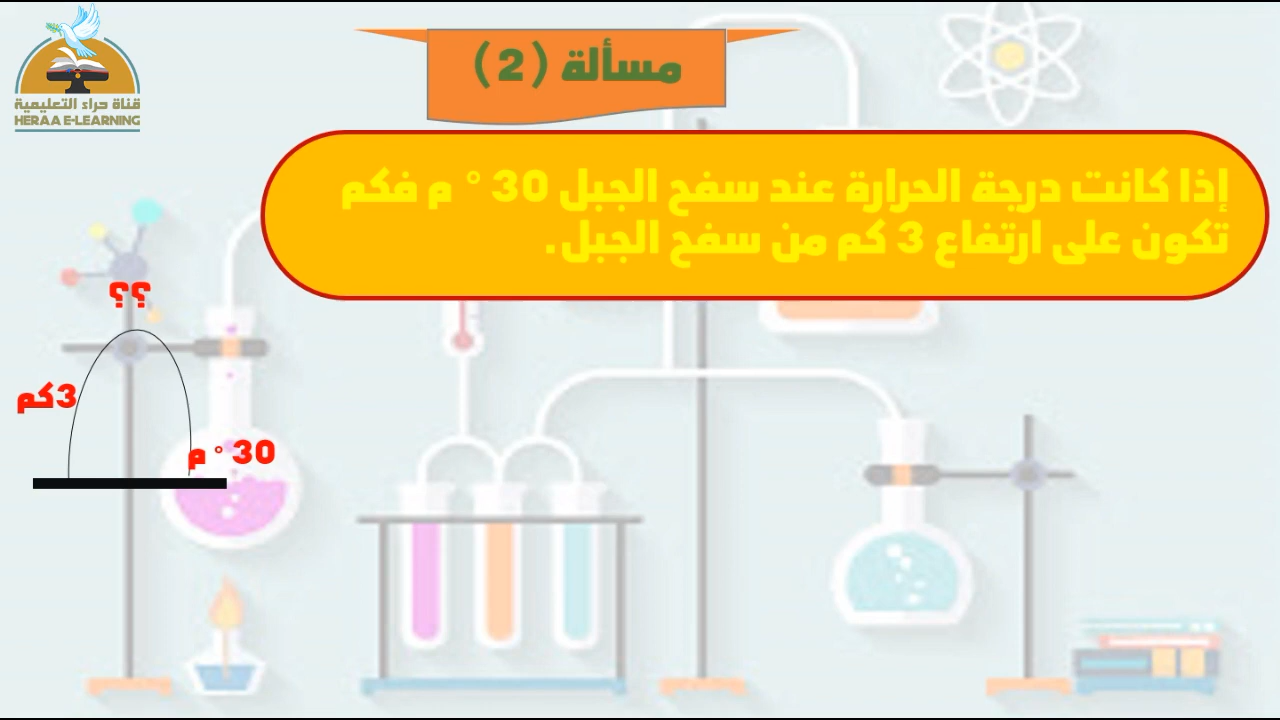 قناة حراء التعليمية
HERAA E-LEARNING
مسألة (2)
إذا كانت درجة الحرارة عند سفح الجبل 30 ° م فكم
تكون على ارتفاع 3 كم من سفح الجبل.
؟؟
3كم
30 ° م